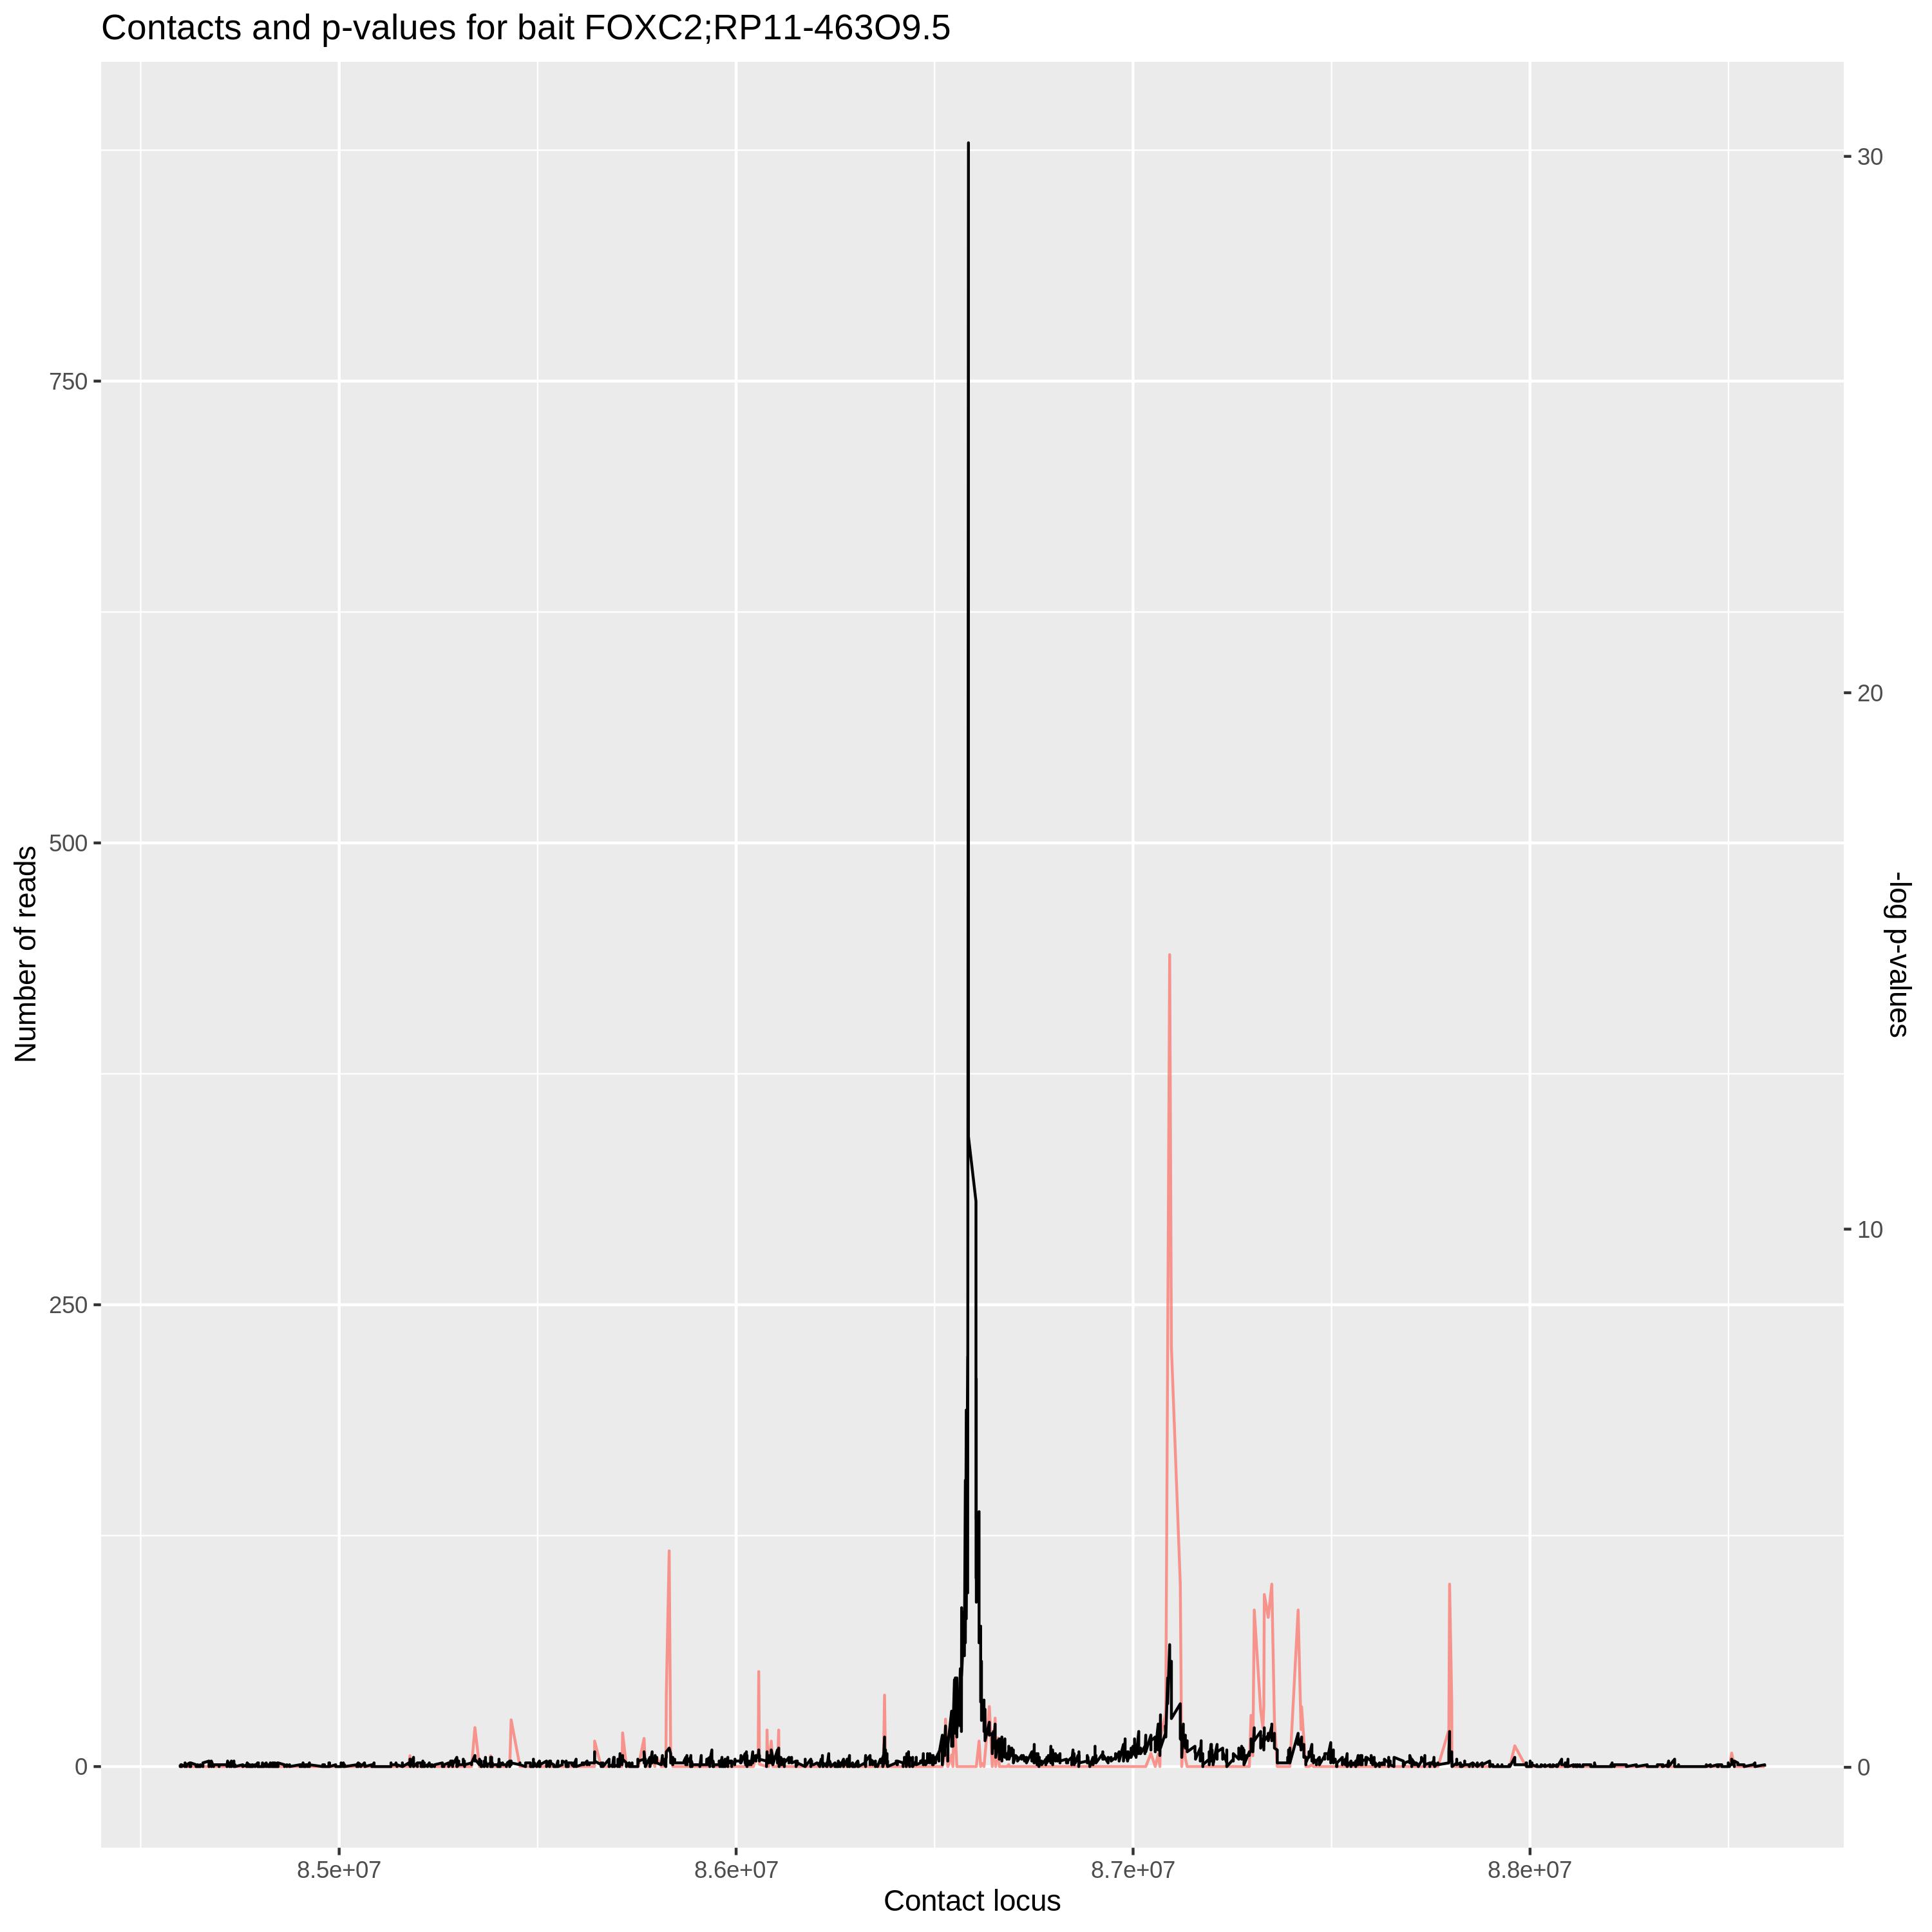 Contacts and p-values for bait FOXC2;RP11-463O9.5
Number of reads
750
500
250
0
30
20
10
0
-log p-values
8.5e+07 8.6e+07 8.7e+07 8.8e+07
Contact locus